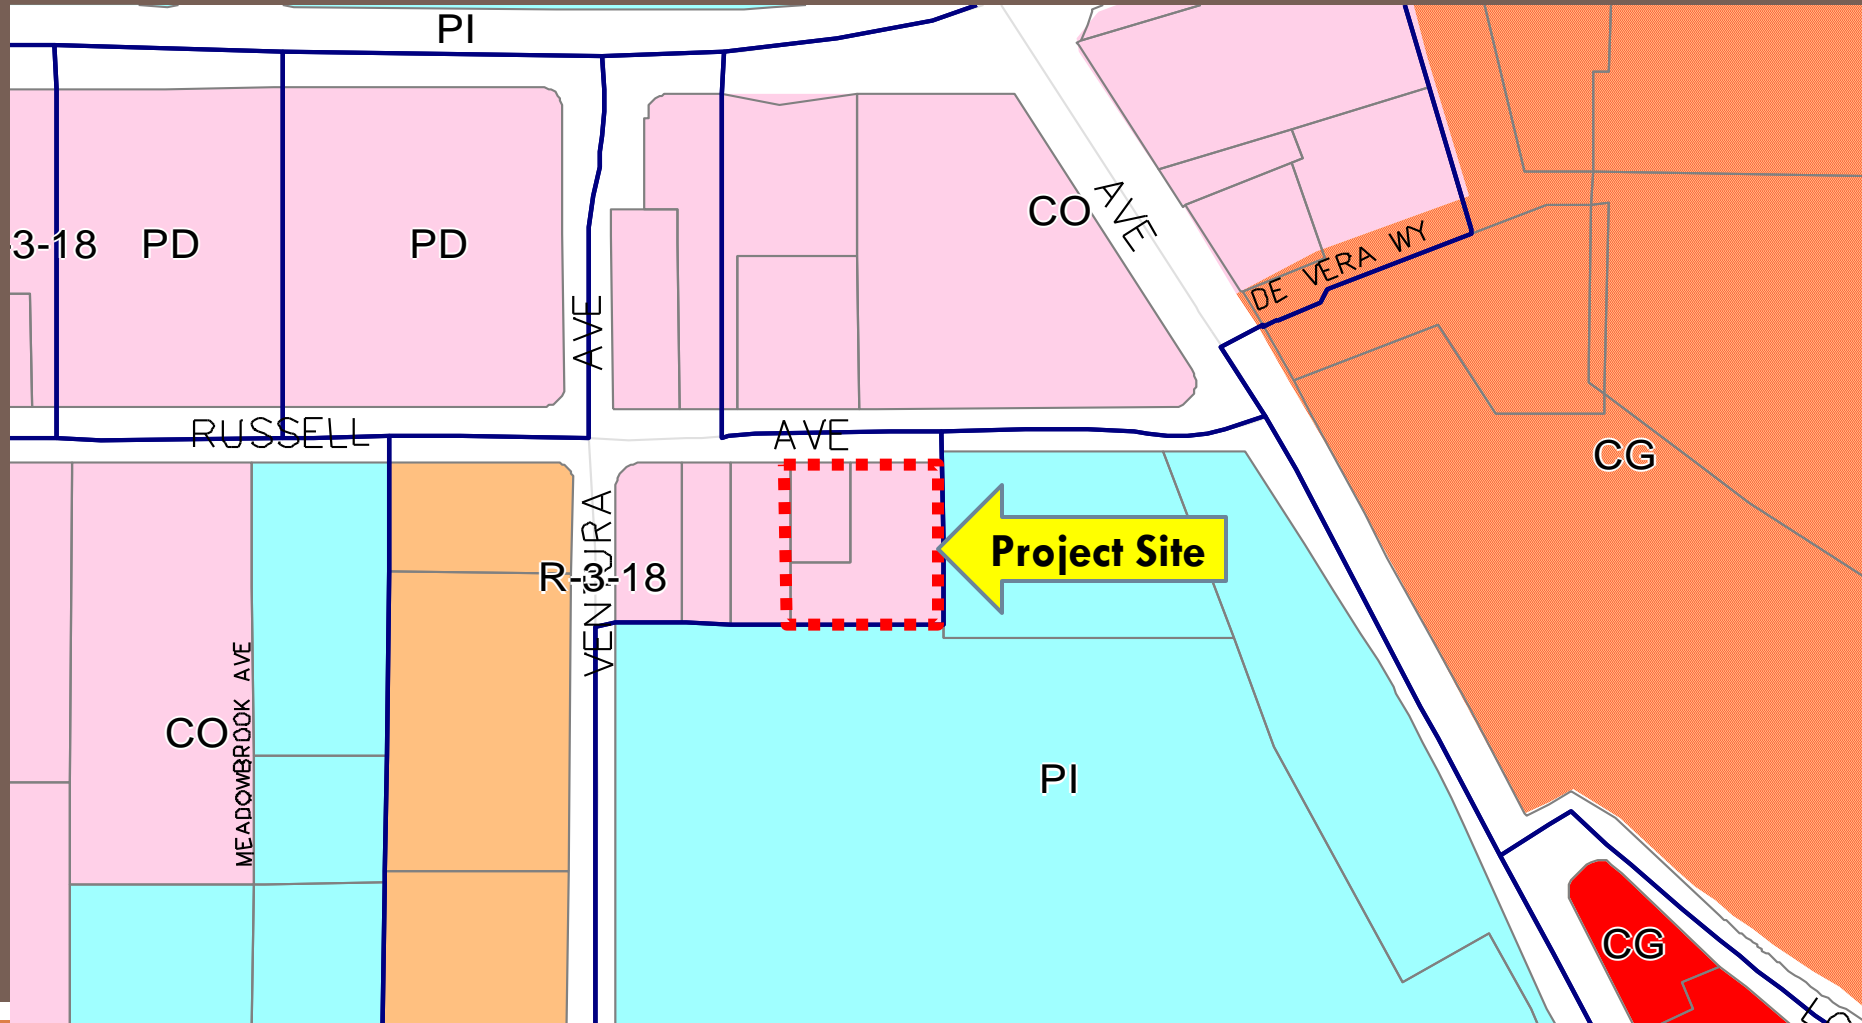 PI
CO
AVE
-3-18
PD
PD
DE VERA WY
AVE
RUSSELL
AVE
CG
Project Site
R-3-18
VENTURA
MEADOWBROOK AVE
CO
PI
CG